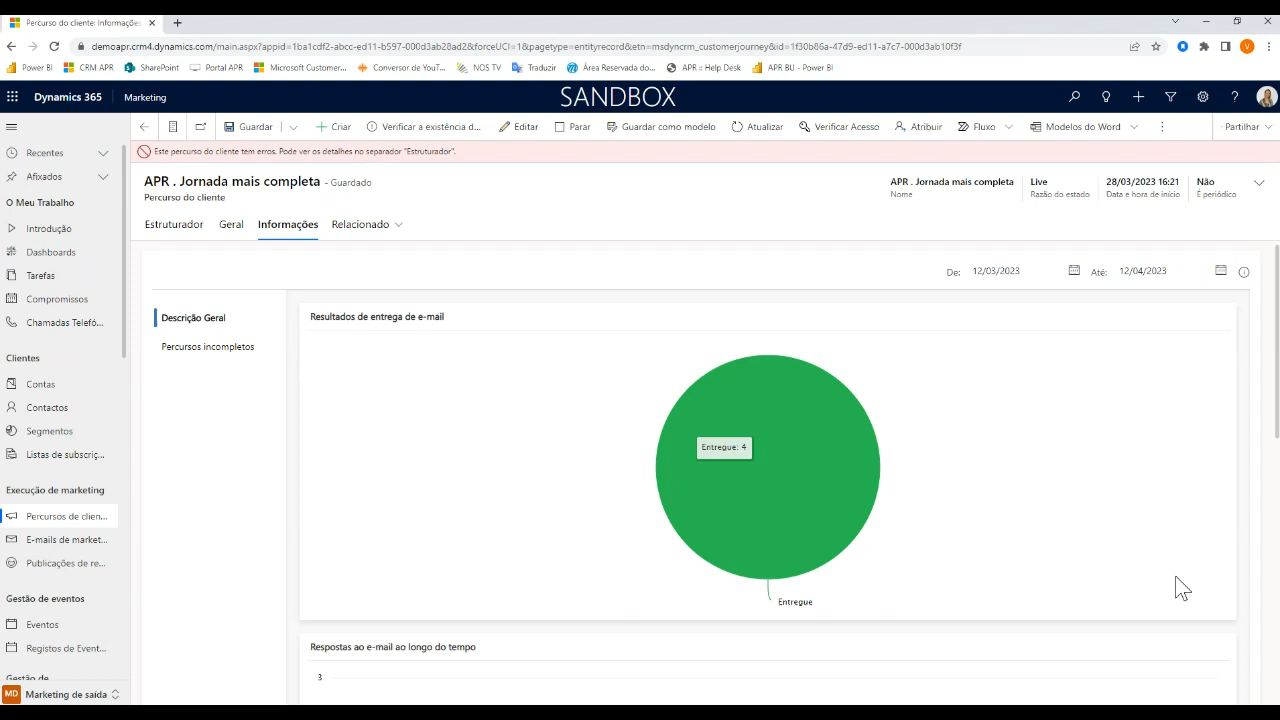 Percurso do cliente: Informações
demoapr.crm4.dynamics.com/main.aspx?appid=1ba1cdf2-abcc-ed11-b597-000d3ab28ad2&forceUCI=1&pagetype=entityrecord&etn=msdyncrm_customerjourney&id=1f30b86a-47d9-ed11-a7c7-000d3ab10f3f
V
Power BI CRM APR SharePoint Portal APR Microsoft Customer... Conversor de YouT... NOS TV Traduzir Área Reservada do... APR :: Help Desk APR BU - Power BI
Dynamics 365 Marketing SANDBOX
Guardar Criar Verificar a existência d... Editar Parar Guardar como modelo Atualizar Verificar Acesso Atribuir Fluxo Modelos do Word Partilhar
Este percurso do cliente tem erros. Pode ver os detalhes no separador "Estruturador".
Recentes
Afixados
O Meu Trabalho
Introdução
Dashboards
Tarefas
Compromissos
Chamadas Telefó...
Clientes
Contas
Contactos
Segmentos
Listas de subscriç...
Execução de marketing
Percursos de clien...
E-mails de market...
Publicações de re...
Gestão de eventos
Eventos
Registos de Event...
Gestão de
MD Marketing de saída
APR . Jornada mais completa - Guardado
Percurso do cliente
APR . Jornada mais completa
Nome
Live
Razão do estado
28/03/2023 16:21
Data e hora de início
Não
É periódico
Estruturador Geral Informações Relacionado
De: 12/03/2023 Até: 12/04/2023
Descrição Geral
Percursos incompletos
Resultados de entrega de e-mail
Entregue: 4
Entregue
Respostas ao e-mail ao longo do tempo
3